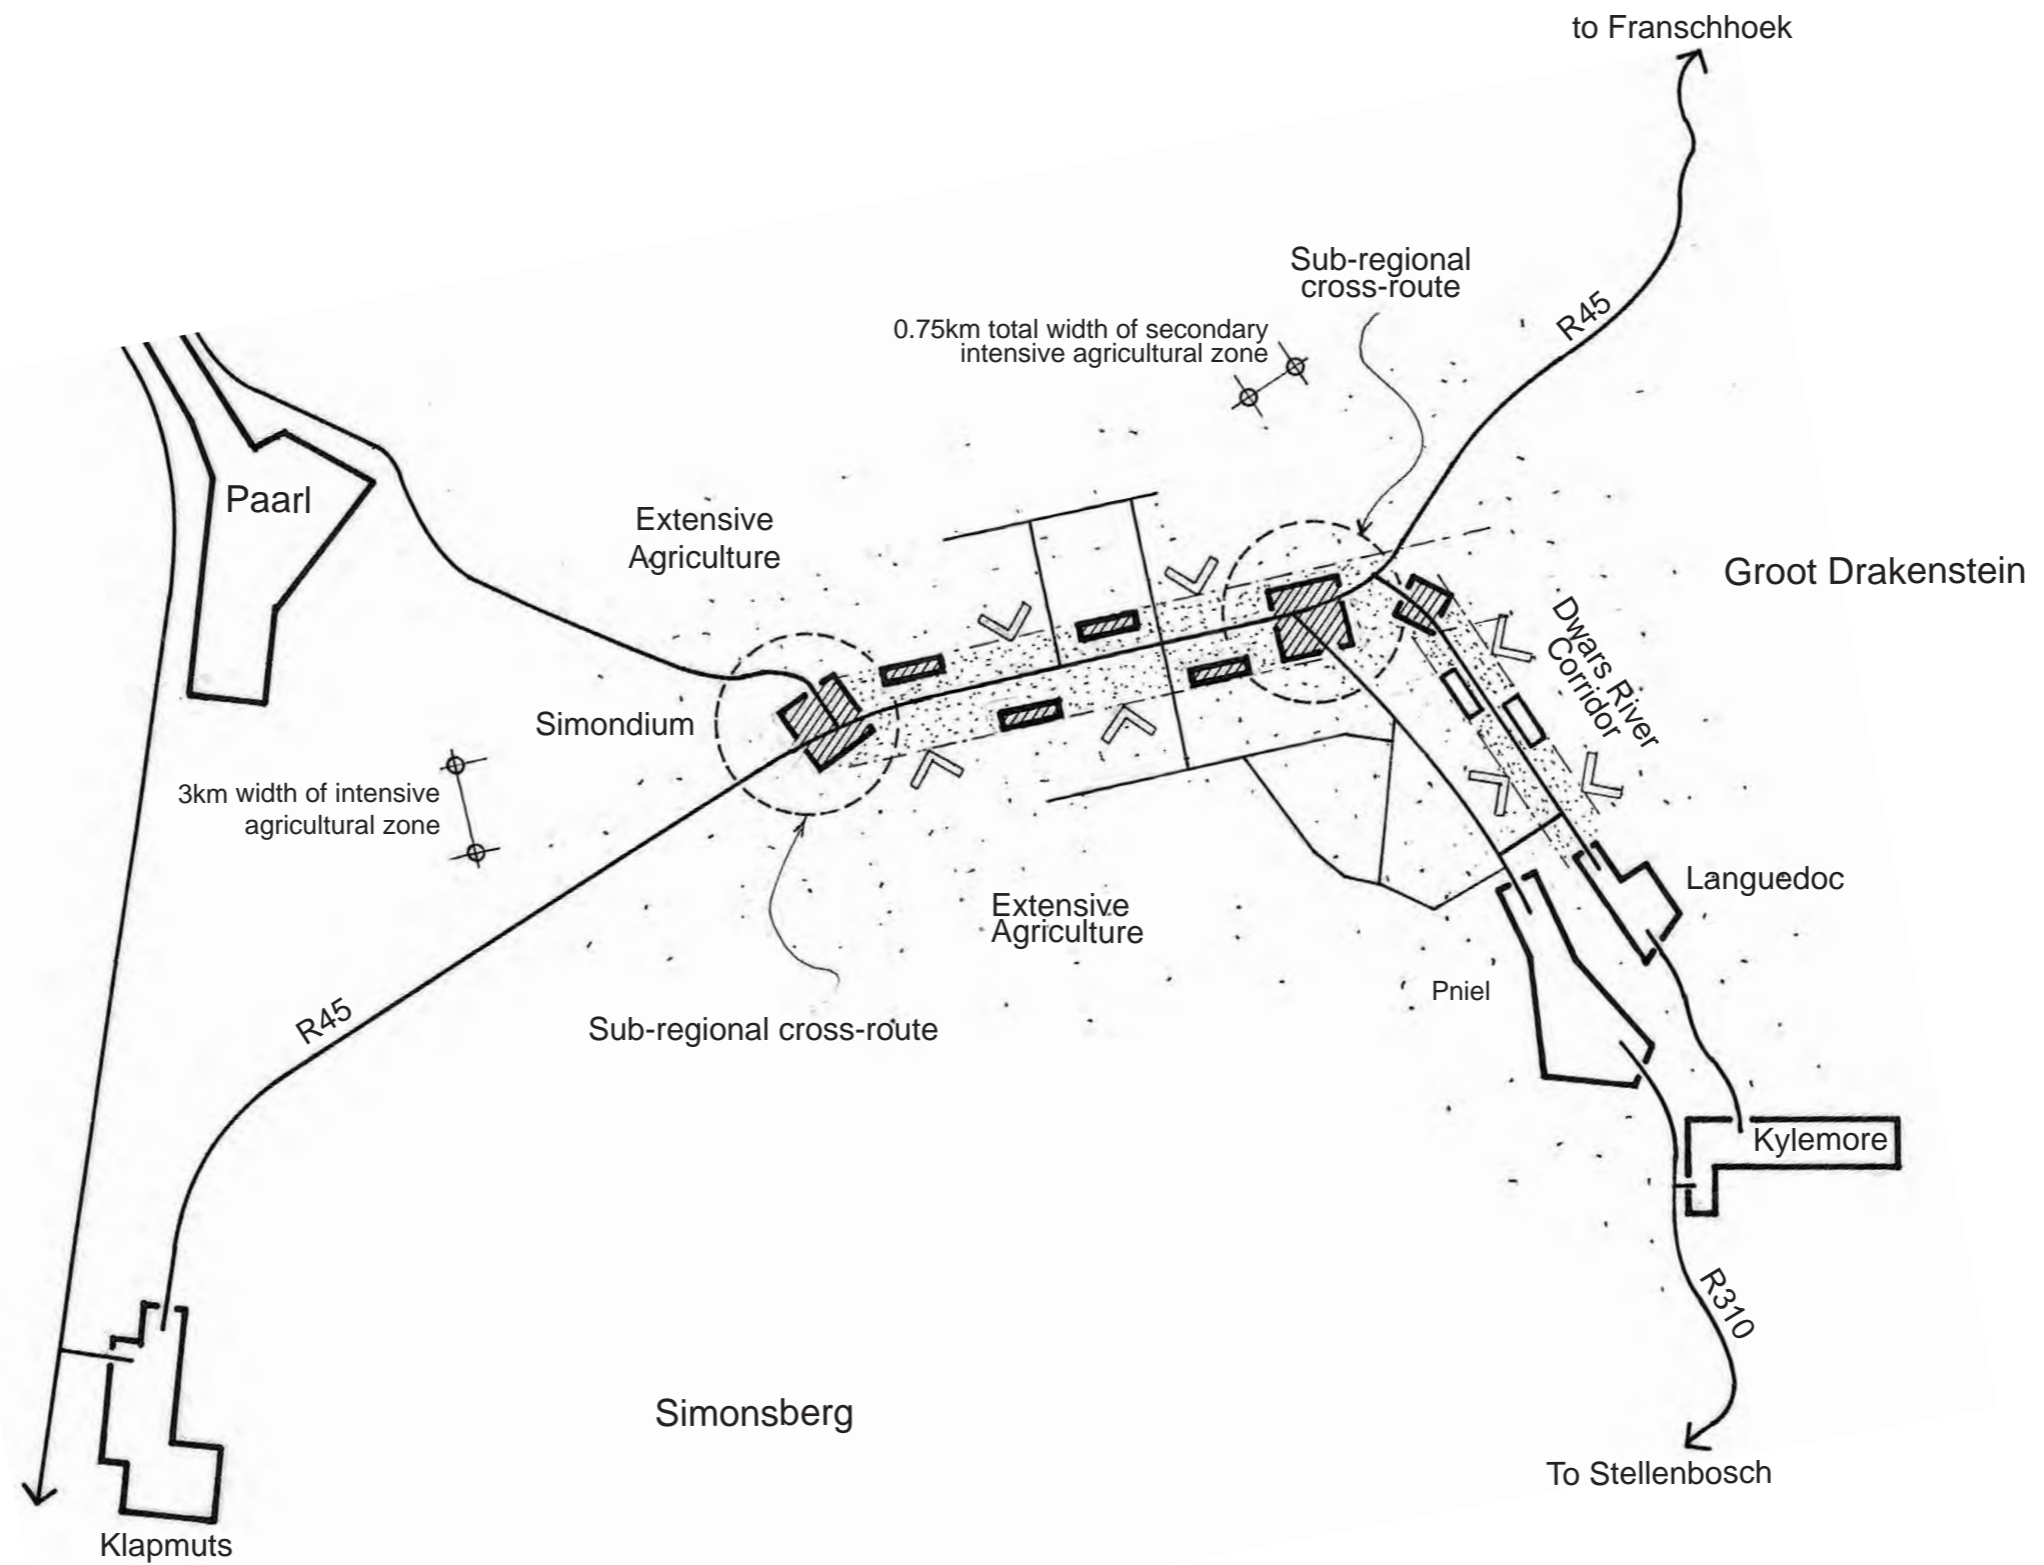 to Franschhoek
Sub-regional
cross-route
R45
0.75km total width of secondary
intensive agricultural zone
Paarl
Extensive
Agriculture
Groot Drakenstein
Dwars River
Corridor
Simondium
3km width of intensive
agricultural zone
Languedoc
Extensive
Agriculture
Pniel
R45
Sub-regional cross-route
Kylemore
R310
Simonsberg
To Stellenbosch
Klapmuts